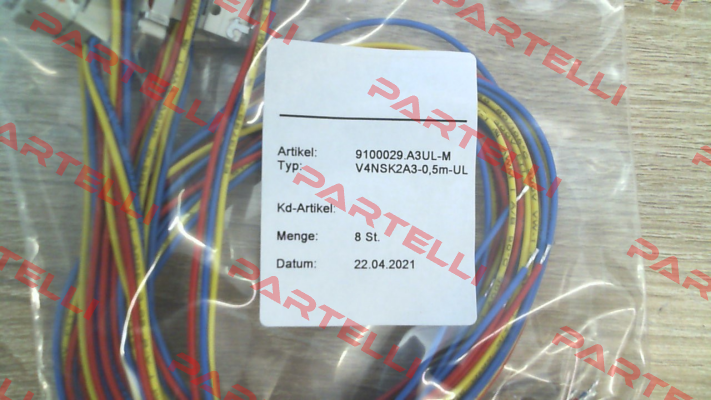 PARTELLI
PARTELLI
PARTELLI
Artikel: 9100029.A3UL-M
Typ: V4NSK2A3-0,5m-UL
Kd-Artikel:
Menge: 8 St.
Datum: 22.04.2021
PARTELLI
PARTELLI
PARTELLI